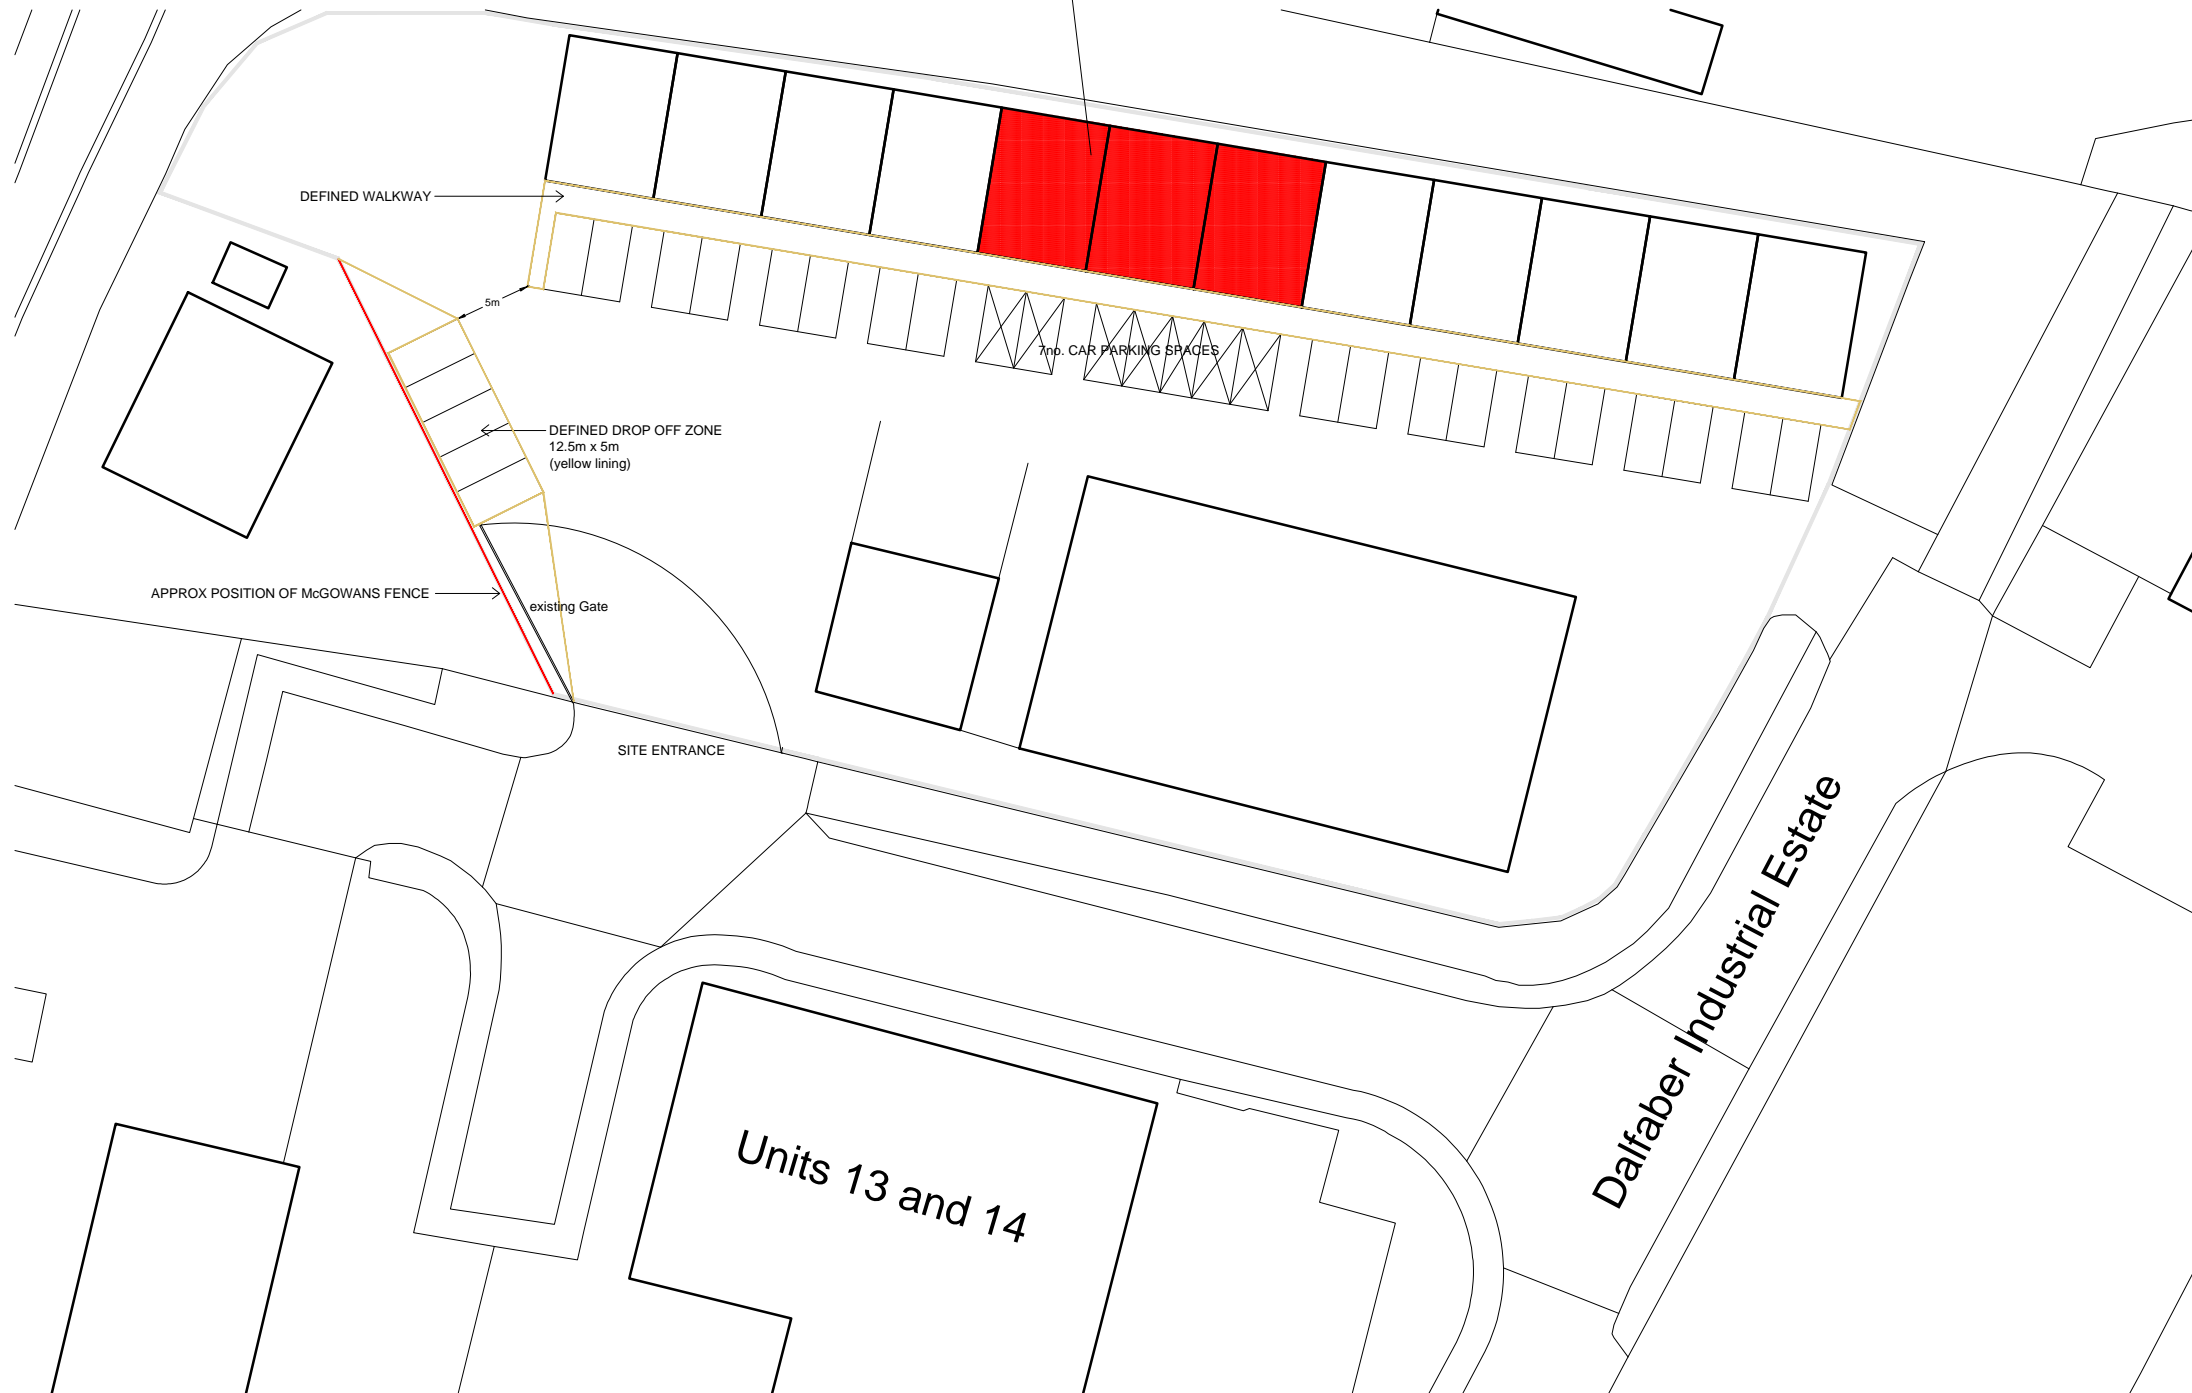 DEFINED WALKWAY
5m
7no. CAR PARKING SPACES
DEFINED DROP OFF ZONE
12.5m x 5m
(yellow lining)
APPROX POSITION OF McGOWANS FENCE
existing Gate
SITE ENTRANCE
Dalfaber Industrial Estate
Units 13 and 14